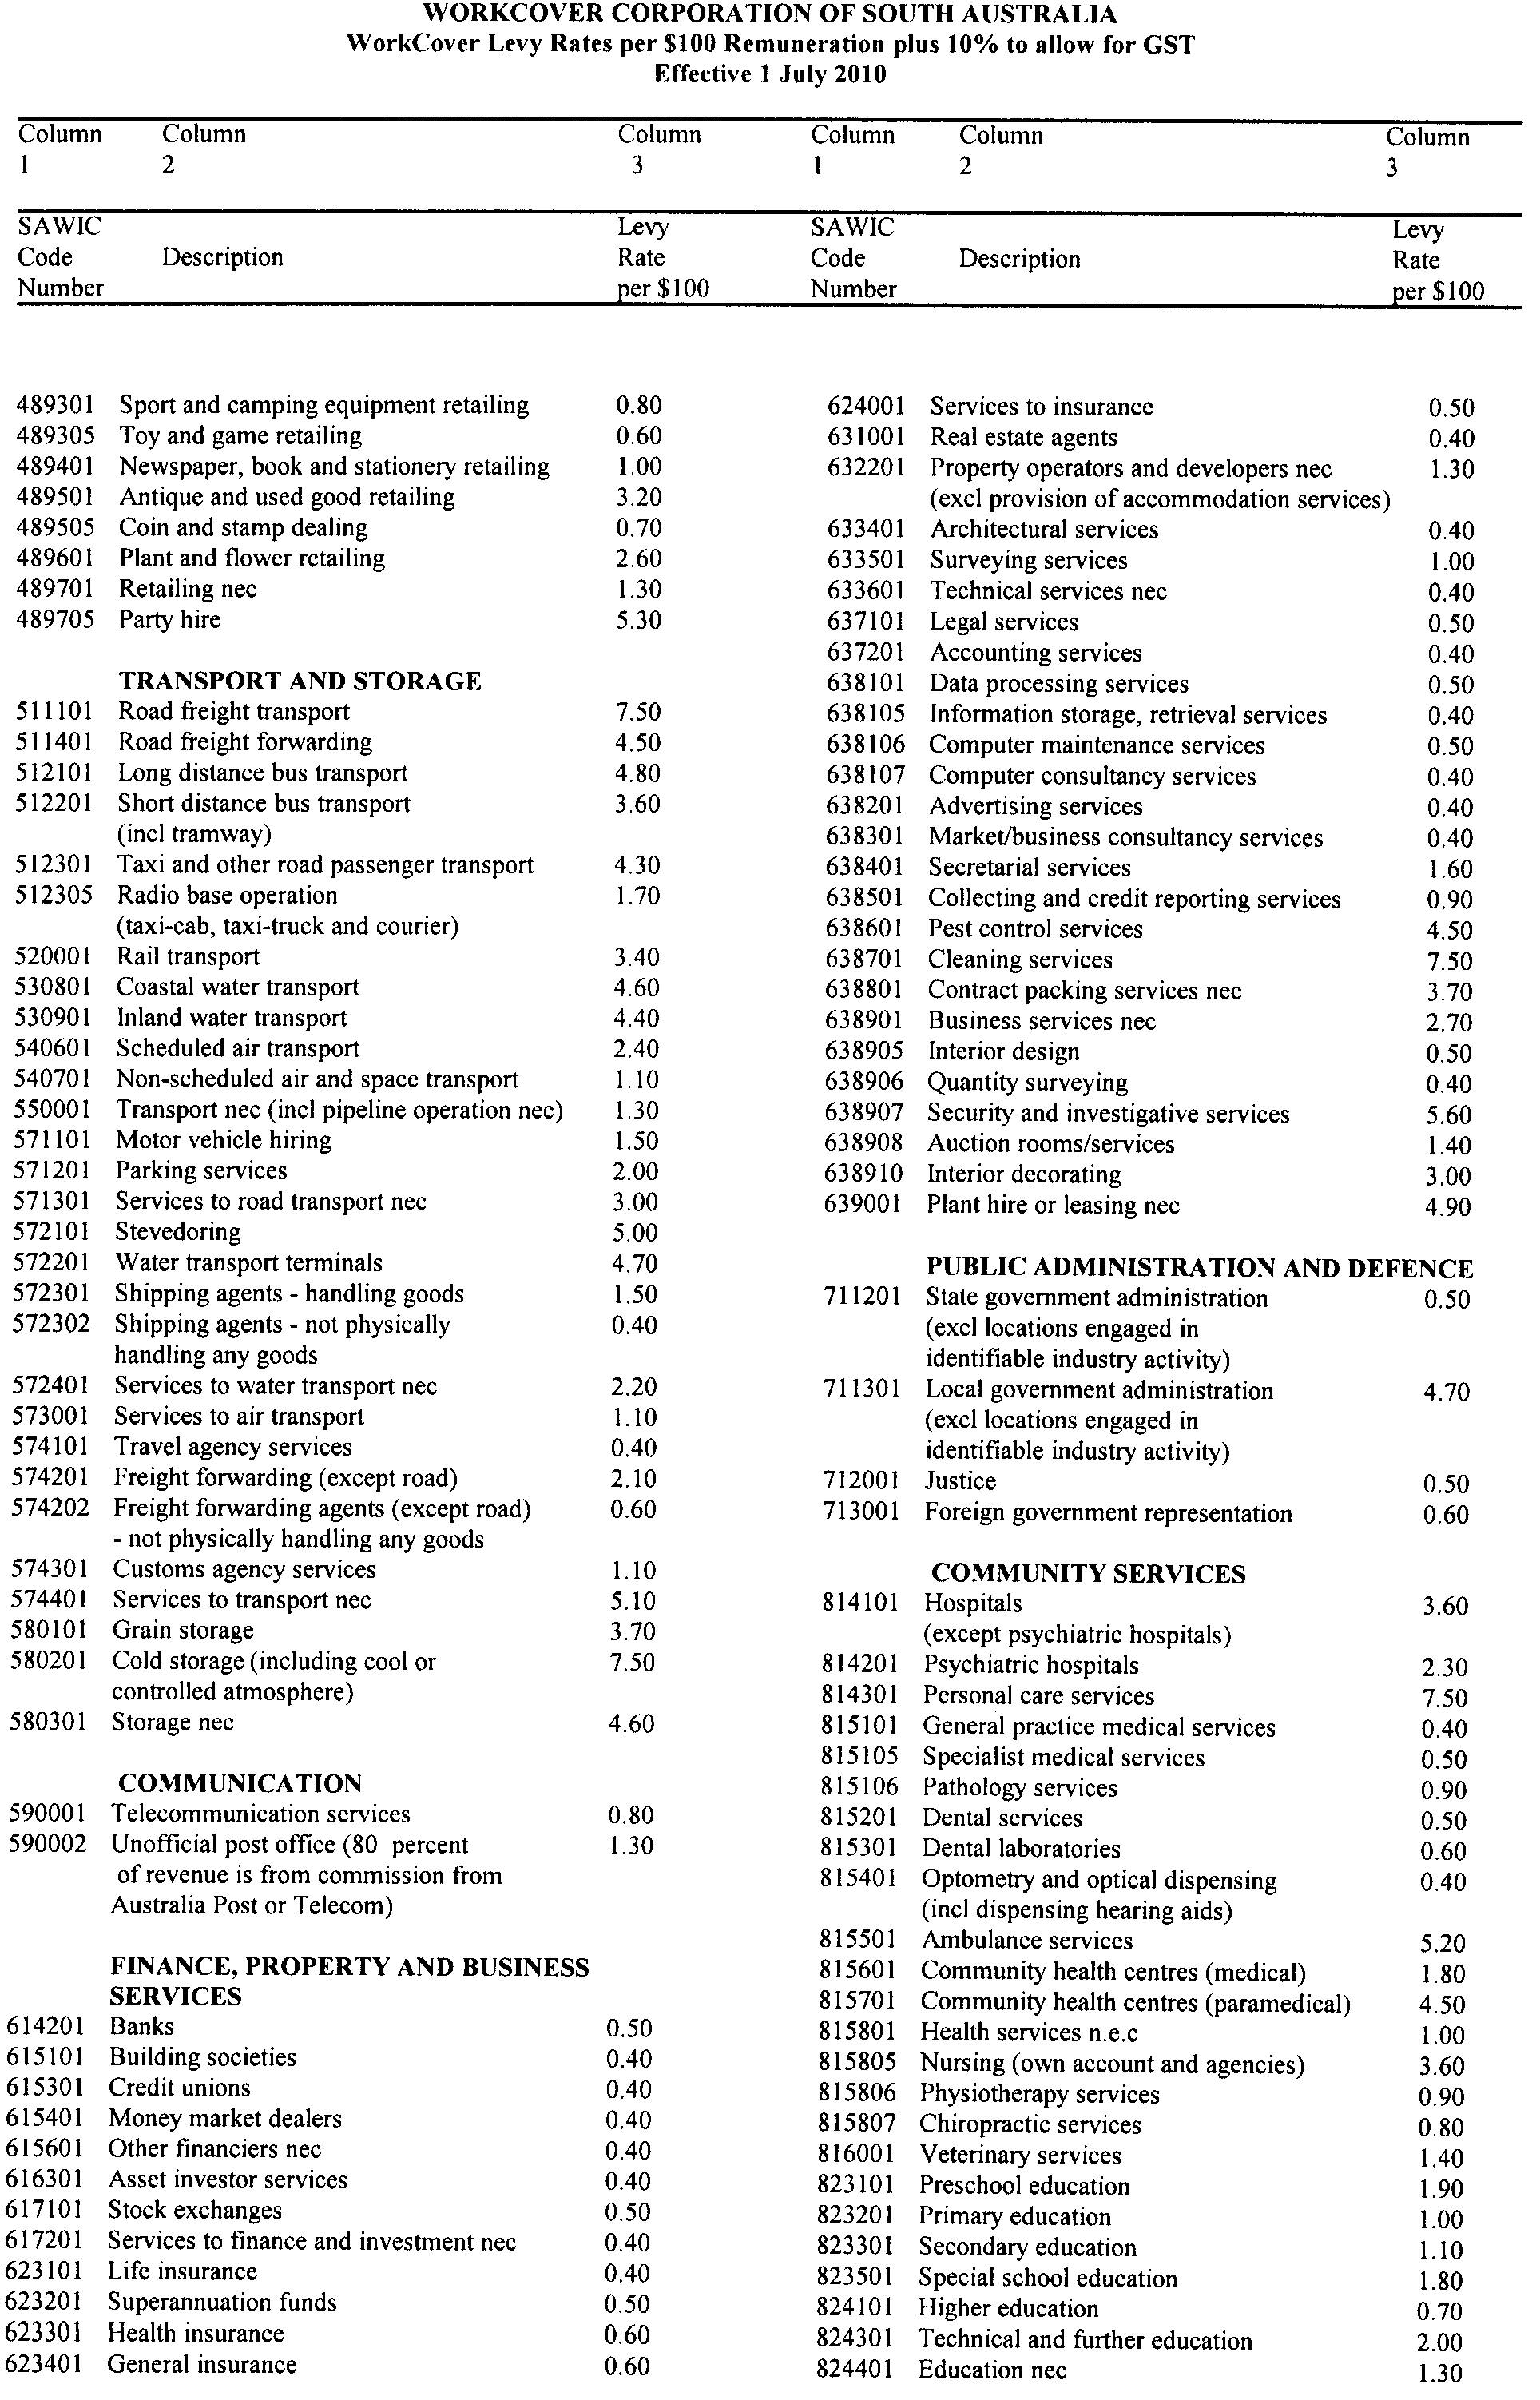 WORKCOVER CORPORATION OF SOUTH AUSTRALIA
WorkCover Levy Rates per $100 Remuneration plus 10% to allow for GST
Effective 1 July 2010
Column 1 Column 2 Column 3 Column 1 Column 2 Column 3
SAWIC Code Number Description Levy Rate per $100 SAWIC Code Number Description Levy Rate per $100
489301 Sport and camping equipment retailing 0.80
489305 Toy and game retailing 0.60
489401 Newspaper, book and stationery retailing 1.00
489501 Antique and used good retailing 3.20
489505 Coin and stamp dealing 0.70
489601 Plant and flower retailing 2.60
489701 Retailing nec 1.30
489705 Party hire 5.30
TRANSPORT AND STORAGE
511101 Road freight transport 7.50
511401 Road freight forwarding 4.50
512101 Long distance bus transport 4.80
512201 Short distance bus transport 3.60
(incl tramway)
512301 Taxi and other road passenger transport 4.30
512305 Radio base operation 1.70
(taxi-cab, taxi-truck and courier)
520001 Rail transport 3.40
530801 Coastal water transport 4.60
530901 Inland water transport 4.40
540601 Scheduled air transport 2.40
540701 Non-scheduled air and space transport 1.10
550001 Transport nec (incl pipeline operation nec) 1.30
571101 Motor vehicle hiring 1.50
571201 Parking services 2.00
571301 Services to road transport nec 3.00
572101 Stevedoring 5.00
572201 Water transport terminals 4.70
572301 Shipping agents - handling goods 1.50
572302 Shipping agents - not physically 0.40
handling any goods
572401 Services to water transport nec 2.20
573001 Services to air transport 1.10
574101 Travel agency services 0.40
574201 Freight forwarding (except road) 2.10
574202 Freight forwarding agents (except road) 0.60
- not physically handling any goods
574301 Customs agency services 1.10
574401 Services to transport nec 5.10
580101 Grain storage 3.70
580201 Cold storage (including cool or 7.50
controlled atmosphere)
580301 Storage nec 4.60
COMMUNICATION
590001 Telecommunication services 0.80
590002 Unofficial post office (80 percent 1.30
of revenue is from commission from
Australia Post or Telecom)
FINANCE, PROPERTY AND BUSINESS
SERVICES
614201 Banks 0.50
615101 Building societies 0.40
615301 Credit unions 0.40
615401 Money market dealers 0.40
615601 Other financiers nec 0.40
616301 Asset investor services 0.40
617101 Stock exchanges 0.50
617201 Services to finance and investment nec 0.40
623101 Life insurance 0.40
623201 Superannuation funds 0.50
623301 Health insurance 0.60
623401 General insurance 0.60
624001 Services to insurance 0.50
631001 Real estate agents 0.40
632201 Property operators and developers nec 1.30
(excl provision of accommodation services)
633401 Architectural services 0.40
633501 Surveying services 1.00
633601 Technical services nec 0.40
637101 Legal services 0.50
637201 Accounting services 0.40
638101 Data processing services 0.50
638105 Information storage, retrieval services 0.40
638106 Computer maintenance services 0.50
638107 Computer consultancy services 0.40
638201 Advertising services 0.40
638301 Market/business consultancy services 0.40
638401 Secretarial services 1.60
638501 Collecting and credit reporting services 0.90
638601 Pest control services 4.50
638701 Cleaning services 7.50
638801 Contract packing services nec 3.70
638901 Business services nec 2.70
638905 Interior design 0.50
638906 Quantity surveying 0.40
638907 Security and investigative services 5.60
638908 Auction rooms/services 1.40
638910 Interior decorating 3.00
639001 Plant hire or leasing nec 4.90
PUBLIC ADMINISTRATION AND DEFENCE
711201 State government administration 0.50
(excl locations engaged in
identifiable industry activity)
711301 Local government administration 4.70
(excl locations engaged in
identifiable industry activity)
712001 Justice 0.50
713001 Foreign government representation 0.60
COMMUNITY SERVICES
814101 Hospitals 3.60
(except psychiatric hospitals)
814201 Psychiatric hospitals 2.30
814301 Personal care services 7.50
815101 General practice medical services 0.40
815105 Specialist medical services 0.50
815106 Pathology services 0.90
815201 Dental services 0.50
815301 Dental laboratories 0.60
815401 Optometry and optical dispensing 0.40
(incl dispensing hearing aids)
815501 Ambulance services 5.20
815601 Community health centres (medical) 1.80
815701 Community health centres (paramedical) 4.50
815801 Health services n.e.c 1.00
815805 Nursing (own account and agencies) 3.60
815806 Physiotherapy services 0.90
815807 Chiropractic services 0.80
816001 Veterinary services 1.40
823101 Preschool education 1.90
823201 Primary education 1.00
823301 Secondary education 1.10
823501 Special school education 1.80
824101 Higher education 0.70
824301 Technical and further education 2.00
824401 Education nec 1.30